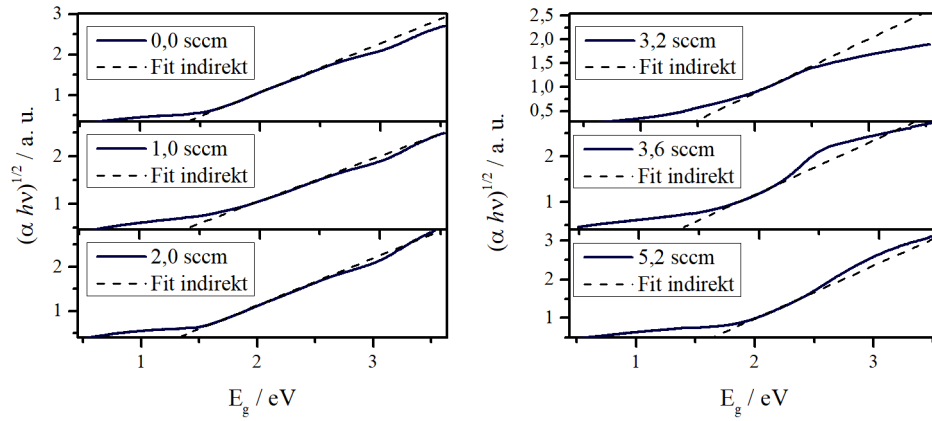 3
2
1
0,0 sccm
Fit indirekt
2
1
1,0 sccm
Fit indirekt
2
1
2,0 sccm
Fit indirekt
1 2 3
(α hν)1/2 / a. u.
Eg / eV
2,5
2,0
1,5
1,0
0,5
3,2 sccm
Fit indirekt
2
1
3,6 sccm
Fit indirekt
3
2
1
5,2 sccm
Fit indirekt
1 2 3
(α hν)1/2 / a. u.
Eg / eV